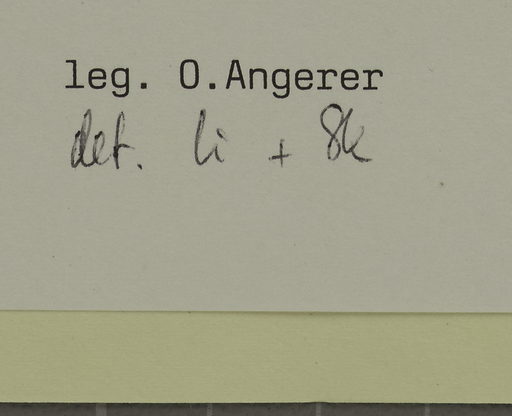 leg. O.Angerer
det. li + Sk